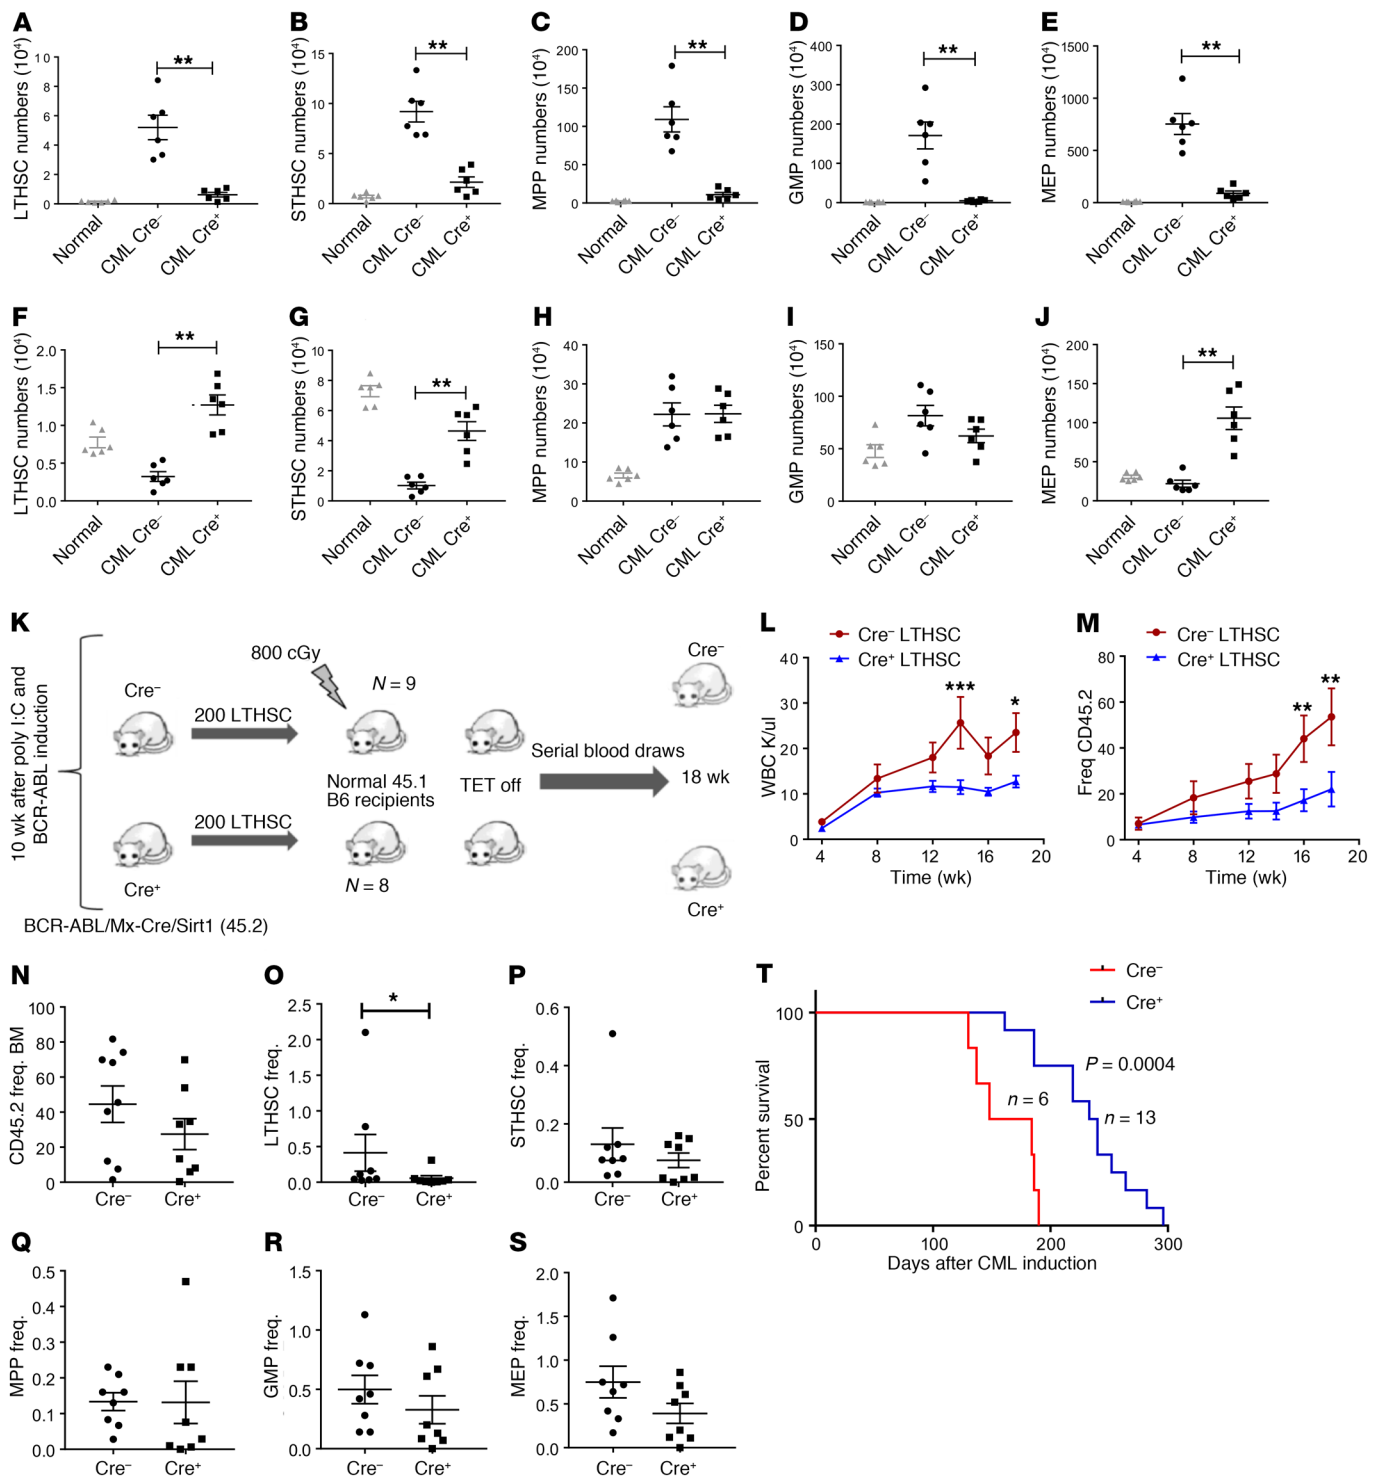 A
LTHSC numbers (10⁴)
10
8
6
4
2
0
**
Normal
CML Cre⁻
CML Cre⁺
B
STHSC numbers (10⁴)
15
10
5
0
**
Normal
CML Cre⁻
CML Cre⁺
C
MPP numbers (10⁴)
200
150
100
50
0
**
Normal
CML Cre⁻
CML Cre⁺
D
GMP numbers (10⁴)
400
300
200
100
0
**
Normal
CML Cre⁻
CML Cre⁺
E
MEP numbers (10⁴)
1500
1000
500
0
**
Normal
CML Cre⁻
CML Cre⁺
F
LTHSC numbers (10⁴)
2.0
1.5
1.0
0.5
0.0
**
Normal
CML Cre⁻
CML Cre⁺
G
STHSC numbers (10⁴)
10
8
6
4
2
0
**
Normal
CML Cre⁻
CML Cre⁺
H
MPP numbers (10⁴)
40
30
20
10
0
Normal
CML Cre⁻
CML Cre⁺
I
GMP numbers (10⁴)
150
100
50
0
Normal
CML Cre⁻
CML Cre⁺
J
MEP numbers (10⁴)
200
150
100
50
0
**
Normal
CML Cre⁻
CML Cre⁺
K
10 wk after poly I:C and
BCR-ABL induction
Cre⁻
200 LTHSC
800 cGy
N = 9
Normal 45.1
B6 recipients
TET off
Serial blood draws
18 wk
Cre⁻
200 LTHSC
Cre⁺
N = 8
Cre⁺
BCR-ABL/Mx-Cre/Sirt1 (45.2)
L
Cre⁻ LTHSC
Cre⁺ LTHSC
WBC K/ul
40
30
20
10
0
***
*
4
8
12
16
20
Time (wk)
M
Cre⁻ LTHSC
Cre⁺ LTHSC
Freq CD45.2
80
60
40
20
0
**
**
4
8
12
16
20
Time (wk)
N
CD45.2 freq. BM
100
80
60
40
20
0
Cre⁻
Cre⁺
O
LTHSC freq.
2.5
2.0
1.5
1.0
0.5
0.0
*
Cre⁻
Cre⁺
P
STHSC freq.
0.6
0.4
0.2
0.0
Cre⁻
Cre⁺
T
Cre⁻
Cre⁺
Percent survival
100
50
0
P = 0.0004
n = 6
n = 13
0
100
200
300
Days after CML induction
Q
MPP freq.
0.5
0.4
0.3
0.2
0.1
0.0
Cre⁻
Cre⁺
R
GMP freq.
1.5
1.0
0.5
0.0
Cre⁻
Cre⁺
S
MEP freq.
2.0
1.5
1.0
0.5
0.0
Cre⁻
Cre⁺